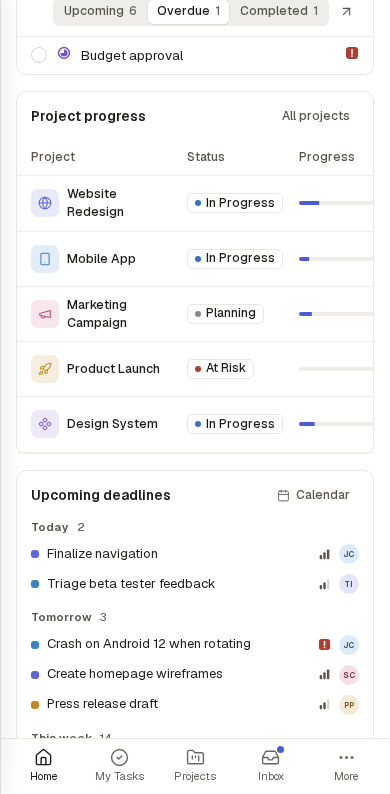 Upcoming 6 Overdue 1 Completed 1
Budget approval
Project progress All projects
Project Status Progress
Website
Redesign
In Progress
Mobile App In Progress
Marketing
Campaign
Planning
Product Launch At Risk
Design System In Progress
Upcoming deadlines Calendar
Today 2
Finalize navigation JC
Triage beta tester feedback TI
Tomorrow 3
Crash on Android 12 when rotating JC
Create homepage wireframes SC
Press release draft PP
This week 14
Home My Tasks Projects Inbox More